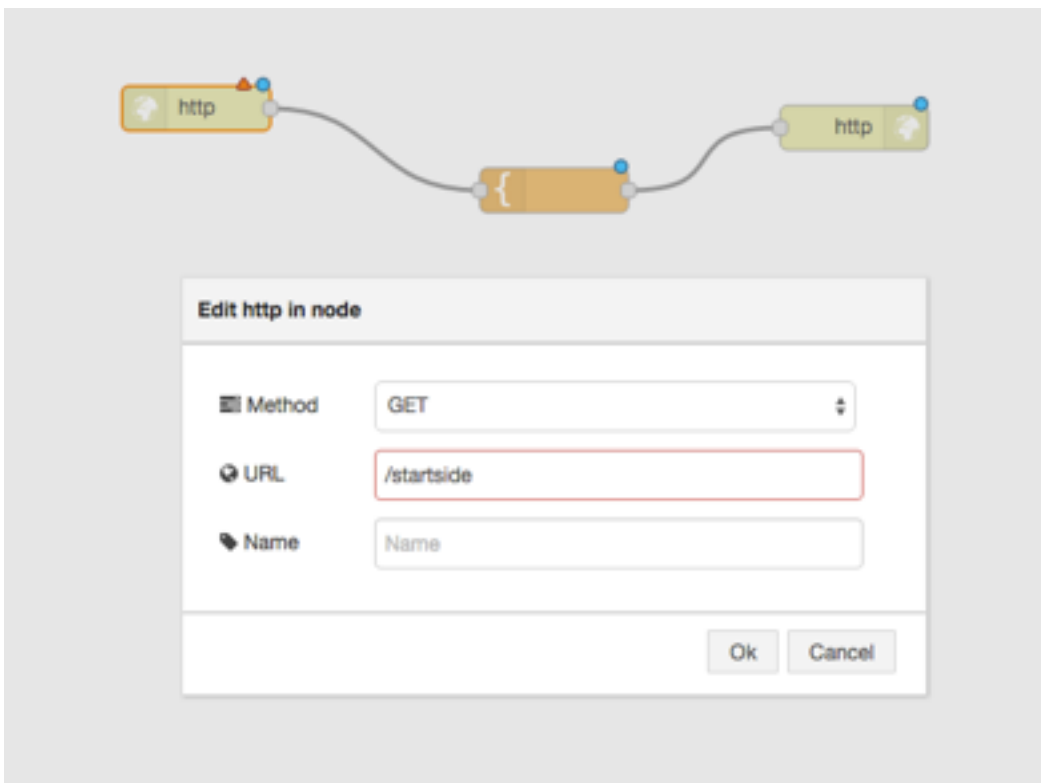 http
http
{
Edit http in node
Method
GET
URL
/startside
Name
Name
Ok
Cancel